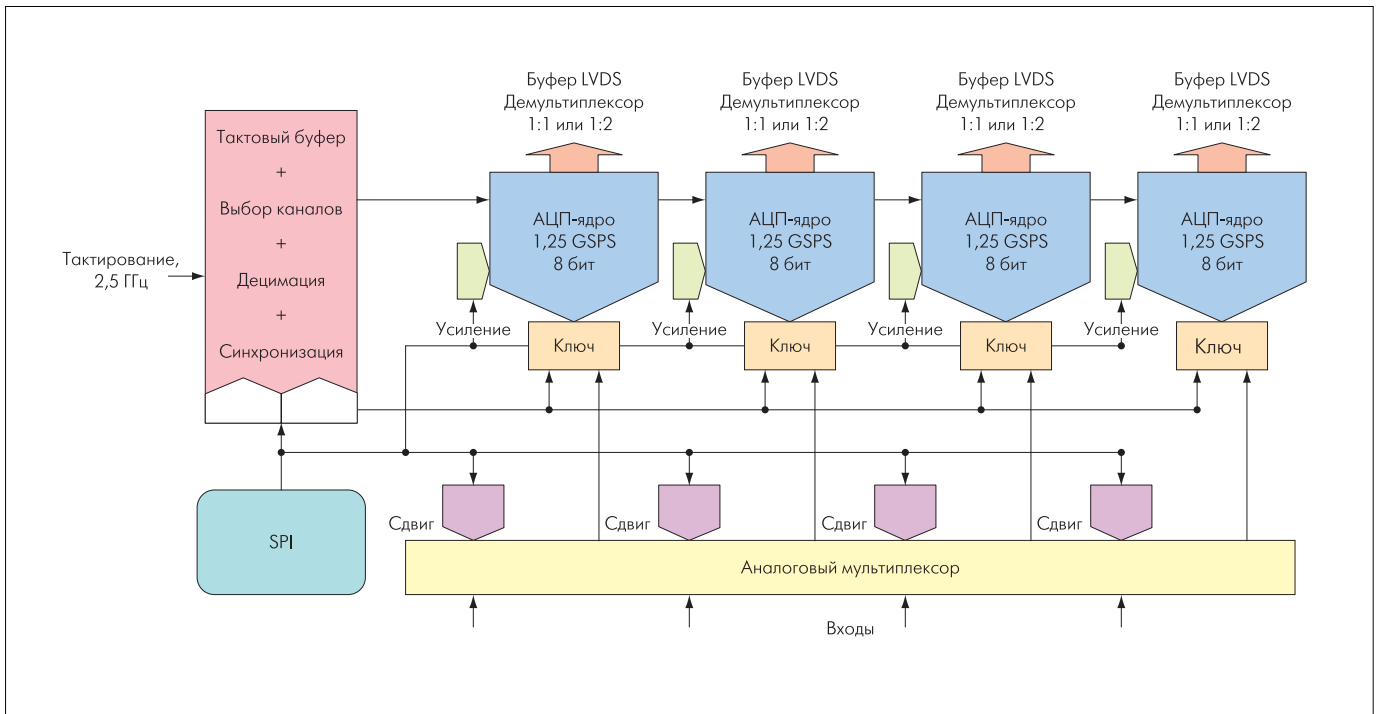 Буфер LVDS
Демультиплексор
1:1 или 1:2
Буфер LVDS
Демультиплексор
1:1 или 1:2
Буфер LVDS
Демультиплексор
1:1 или 1:2
Буфер LVDS
Демультиплексор
1:1 или 1:2
Тактовый буфер
+
Выбор каналов
+
Децимация
+
Синхронизация
Тактирование,
2,5 ГГц
АЦП-ядро
1,25 GSPS
8 бит
АЦП-ядро
1,25 GSPS
8 бит
АЦП-ядро
1,25 GSPS
8 бит
АЦП-ядро
1,25 GSPS
8 бит
Усиление
Ключ
Усиление
Ключ
Усиление
Ключ
Усиление
Ключ
SPI
Сдвиг
Сдвиг
Сдвиг
Сдвиг
Аналоговый мультиплексор
Входы